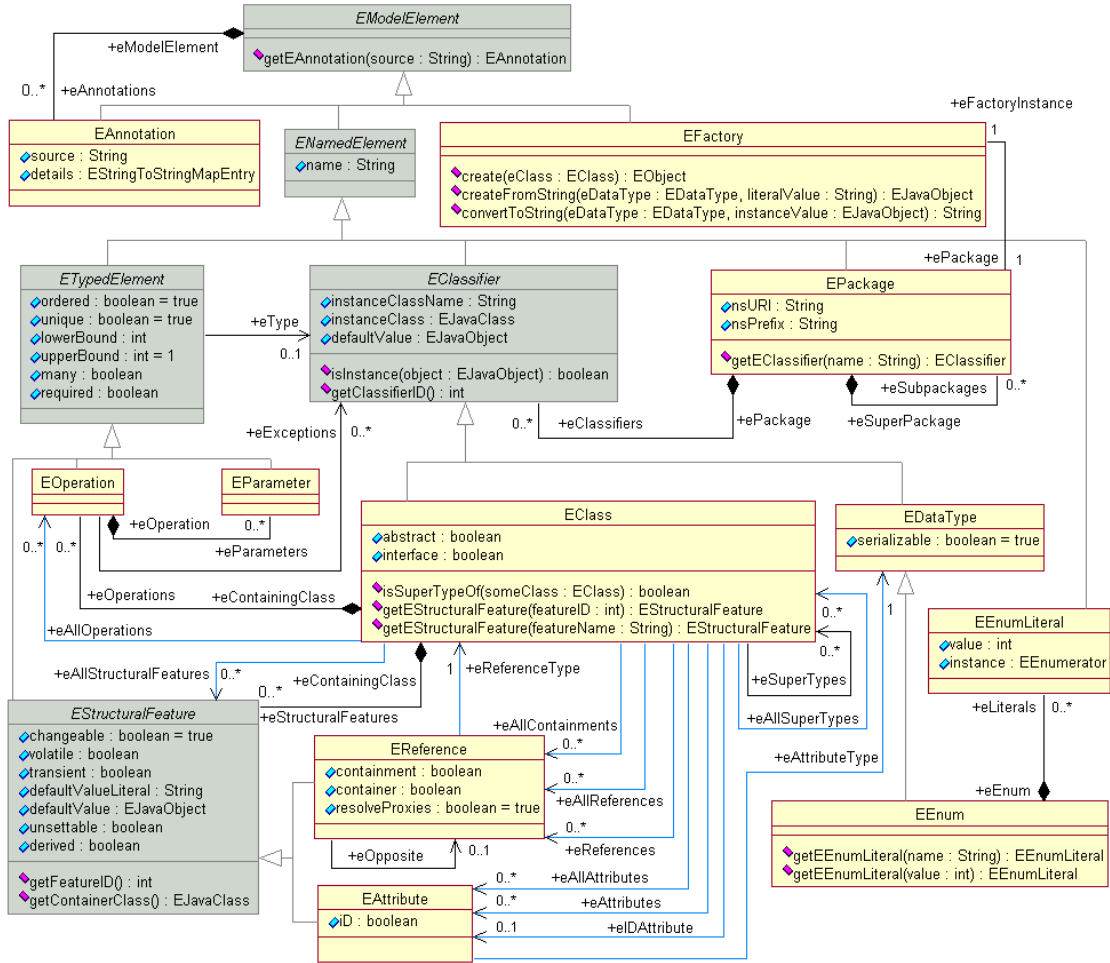 EModelElement
getEAnnotation(source : String) : EAnnotation
+eModelElement
0..*
+eAnnotations
+eFactoryInstance
1
EAnnotation
source : String
details : EStringToStringMapEntry
ENamedElement
name : String
EFactory
create(eClass : EClass) : EObject
createFromString(eDataType : EDataType, literalValue : String) : EJavaObject
convertToString(eDataType : EDataType, instanceValue : EJavaObject) : String
+ePackage
1
ETypedElement
ordered : boolean = true
unique : boolean = true
lowerBound : int
upperBound : int = 1
many : boolean
required : boolean
+eType
0..1
EClassifier
instanceClassName : String
instanceClass : EJavaClass
defaultValue : EJavaObject
isInstance(object : EJavaObject) : boolean
getClassifierID() : int
EPackage
nsURI : String
nsPrefix : String
getEClassifier(name : String) : EClassifier
+eSubpackages
0..*
+eSuperPackage
+ePackage
0..*
+eClassifiers
+eExceptions
0..*
EOperation
EParameter
+eOperation
0..*
+eParameters
0..*
0..*
+eOperations
+eContainingClass
+eAllOperations
EClass
abstract : boolean
interface : boolean
isSuperTypeOf(someClass : EClass) : boolean
getEStructuralFeature(featureID : int) : EStructuralFeature
getEStructuralFeature(featureName : String) : EStructuralFeature
0..*
0..*
+eSuperTypes
+eAllSuperTypes
EDataType
serializable : boolean = true
1
+eAttributeType
EEnumLiteral
value : int
instance : EEnumerator
+eLiterals
0..*
+eEnum
EEnum
getEEnumLiteral(name : String) : EEnumLiteral
getEEnumLiteral(value : int) : EEnumLiteral
+eAllStructuralFeatures
0..*
+eContainingClass
0..*
+eStructuralFeatures
1
+eReferenceType
EStructuralFeature
changeable : boolean = true
volatile : boolean
transient : boolean
defaultValueLiteral : String
defaultValue : EJavaObject
unsettable : boolean
derived : boolean
getFeatureID() : int
getContainerClass() : EJavaClass
EReference
containment : boolean
container : boolean
resolveProxies : boolean = true
+eAllContainments
0..*
0..*
+eAllReferences
0..*
+eReferences
+eOpposite
0..1
EAttribute
iD : boolean
+eAllAttributes
0..*
0..*
+eAttributes
0..1
+eIDAttribute